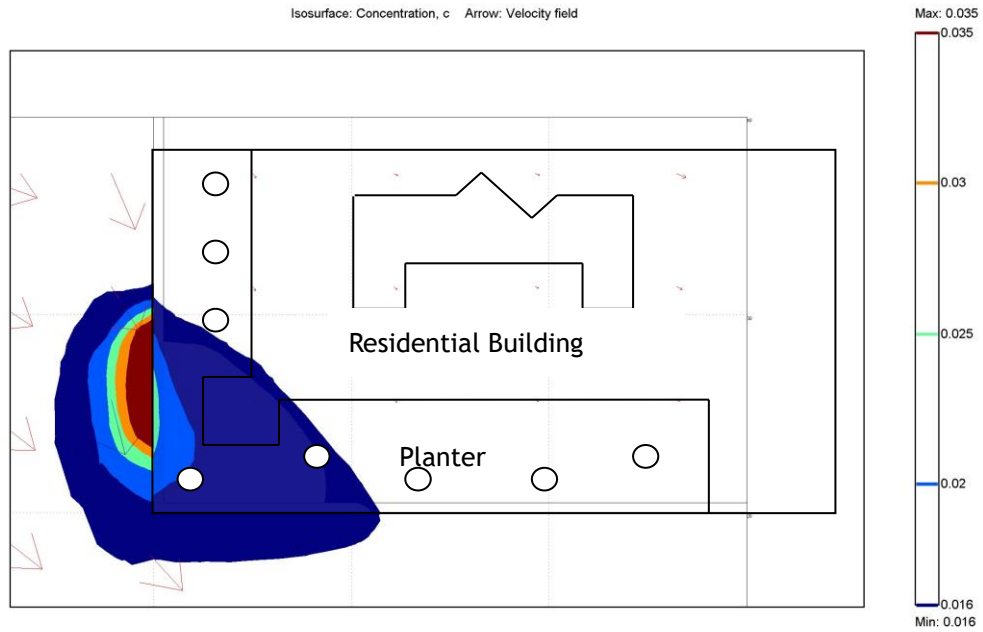 Isosurface: Concentration, c Arrow: Velocity field
Max: 0.035
0.035
0.03
0.025
0.02
0.016
Min: 0.016
Residential Building
Planter